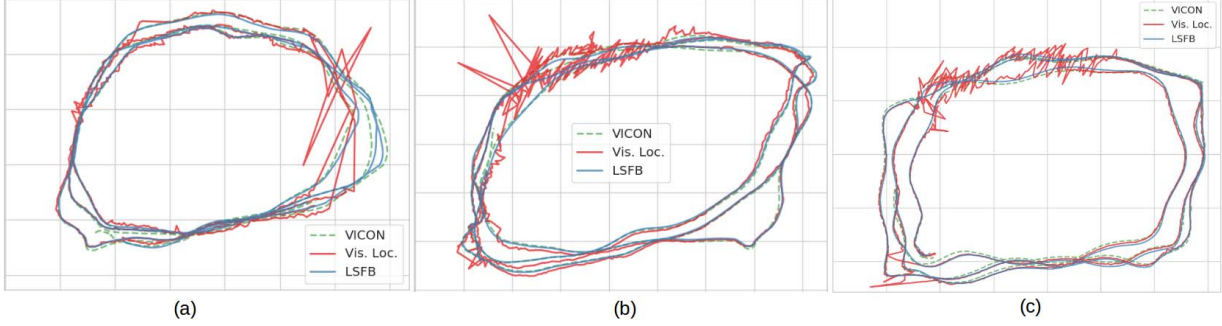 VICON
Vis. Loc.
LSFB
(a)
VICON
Vis. Loc.
LSFB
(b)
VICON
Vis. Loc.
LSFB
(c)